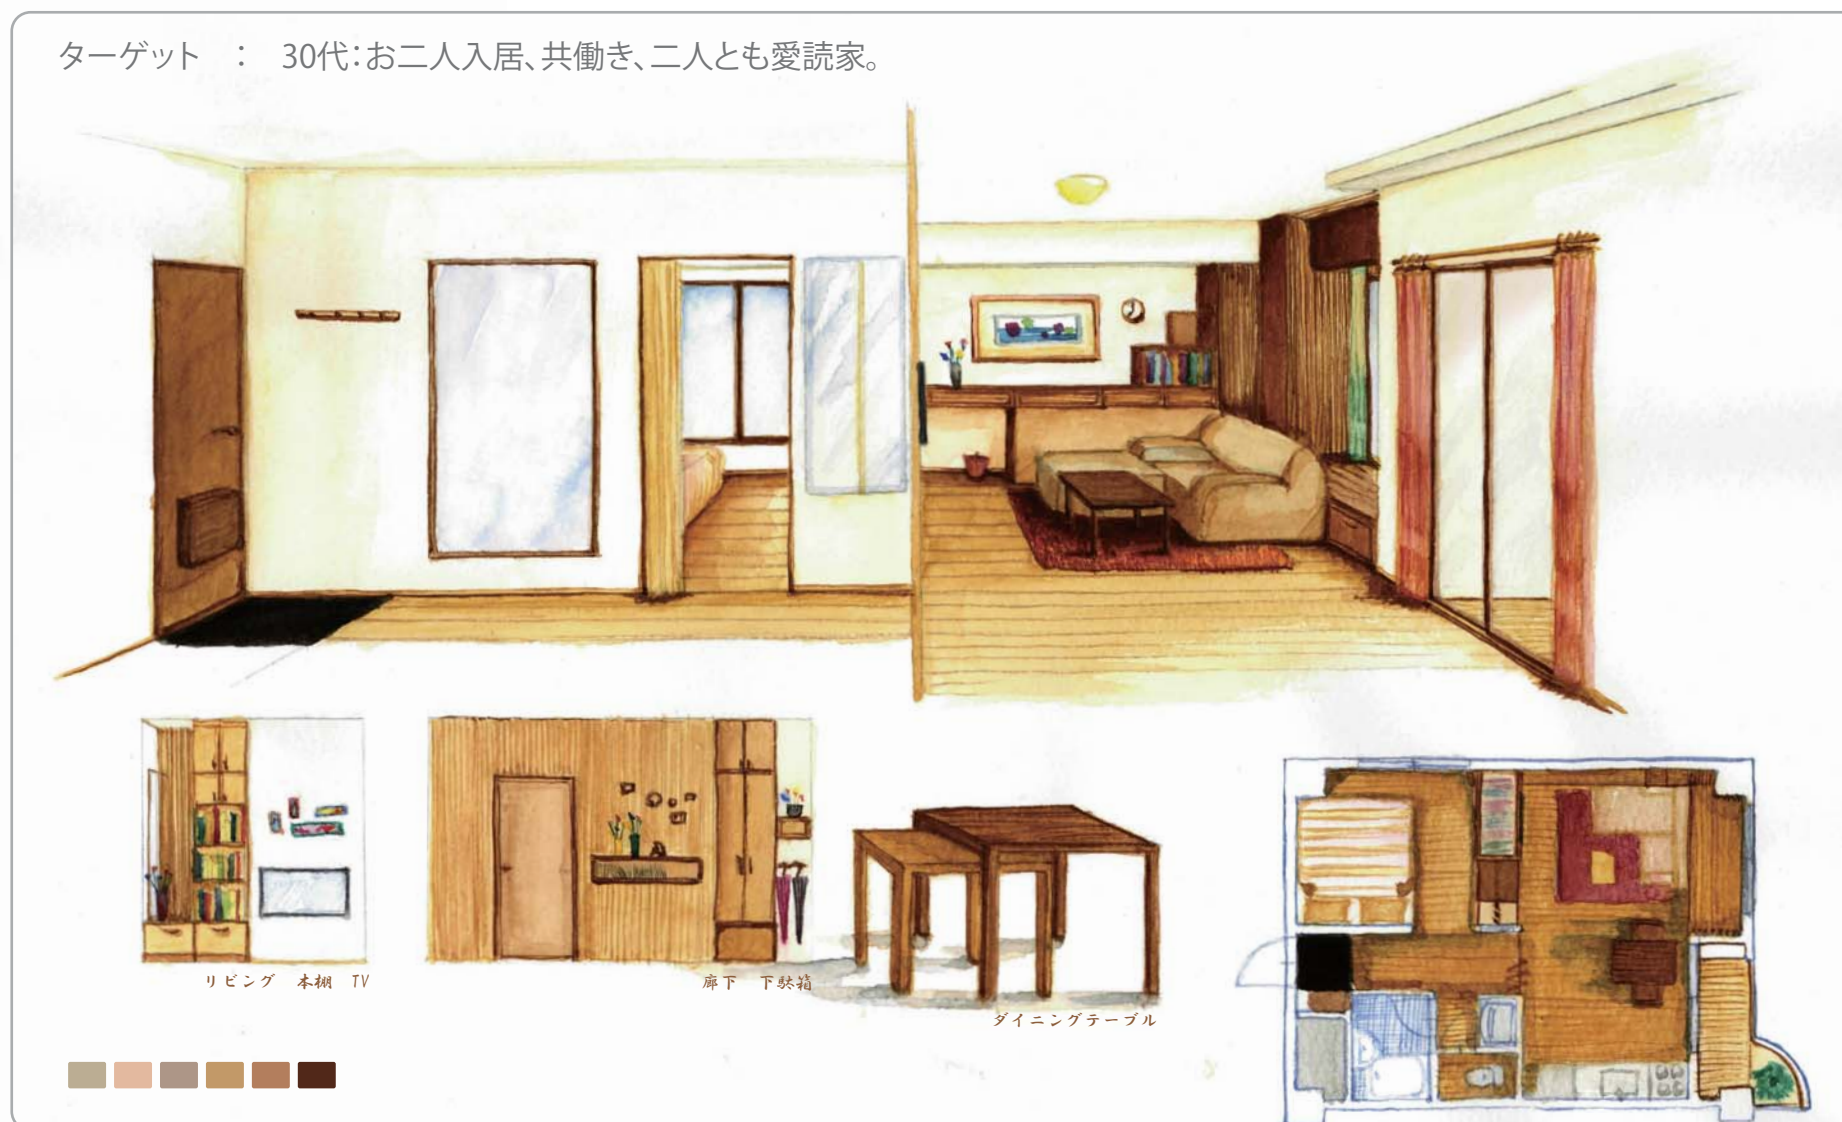 ターゲット　：　30代：お二人入居、共働き、二人とも愛読家。
リビング　本棚　TV
廊下　下駄箱
ダイニングテーブル